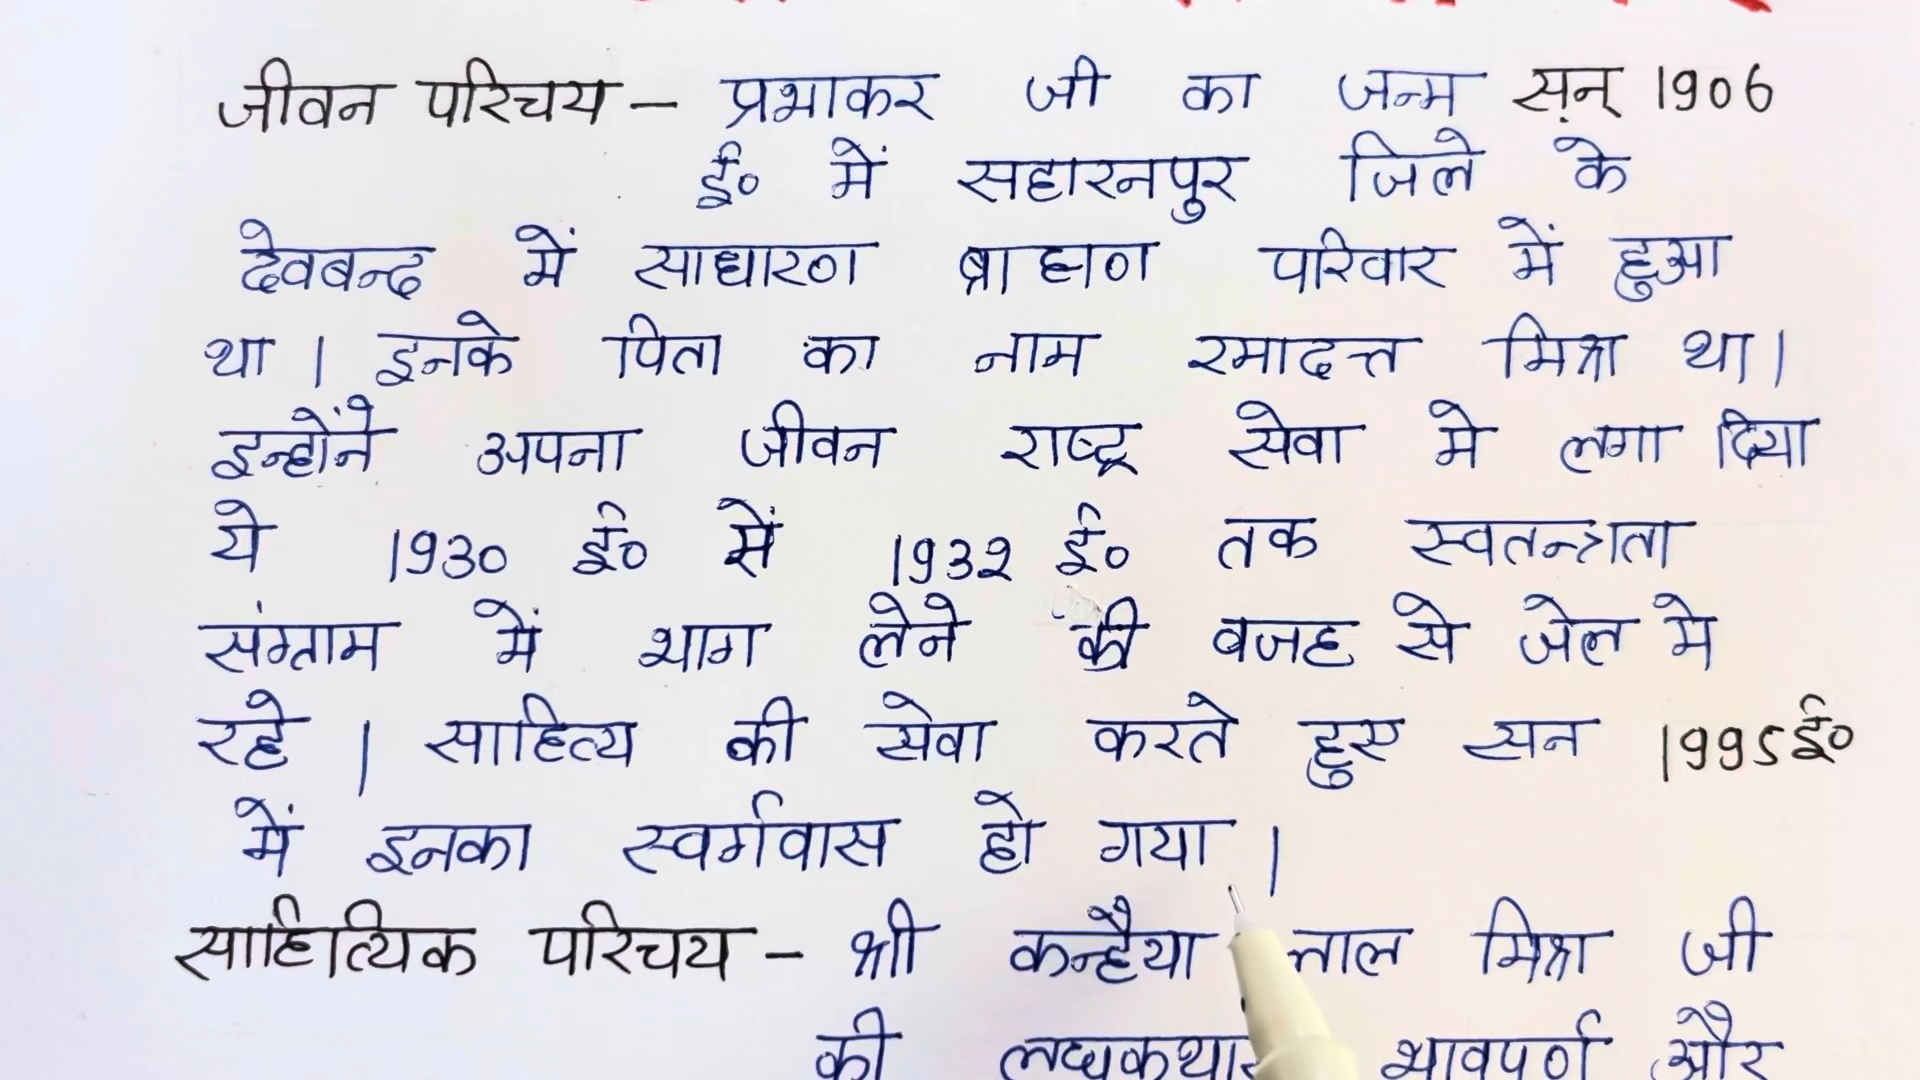 जीवन परिचय – प्रभाकर जी का जन्म सन् 1906
ई० में सहारनपुर जिले के
देवबन्द में साधारण ब्राह्मण परिवार में हुआ
था । इनके पिता का नाम रमादत्त मिश्रा था।
इन्होंनें अपना जीवन राष्ट्र सेवा मे लगा दिया
ये 1930 ई० सें 1932 ई० तक स्वतन्त्रता
संग्राम में भाग लेने की वजह से जेल मे
रहे । साहित्य की सेवा करते हुए सन 1995 ई०
में इनका स्वर्गवास हो गया ।
साहित्यिक परिचय – श्री कन्हैया लाल मिश्रा जी
की भावपूर्ण और